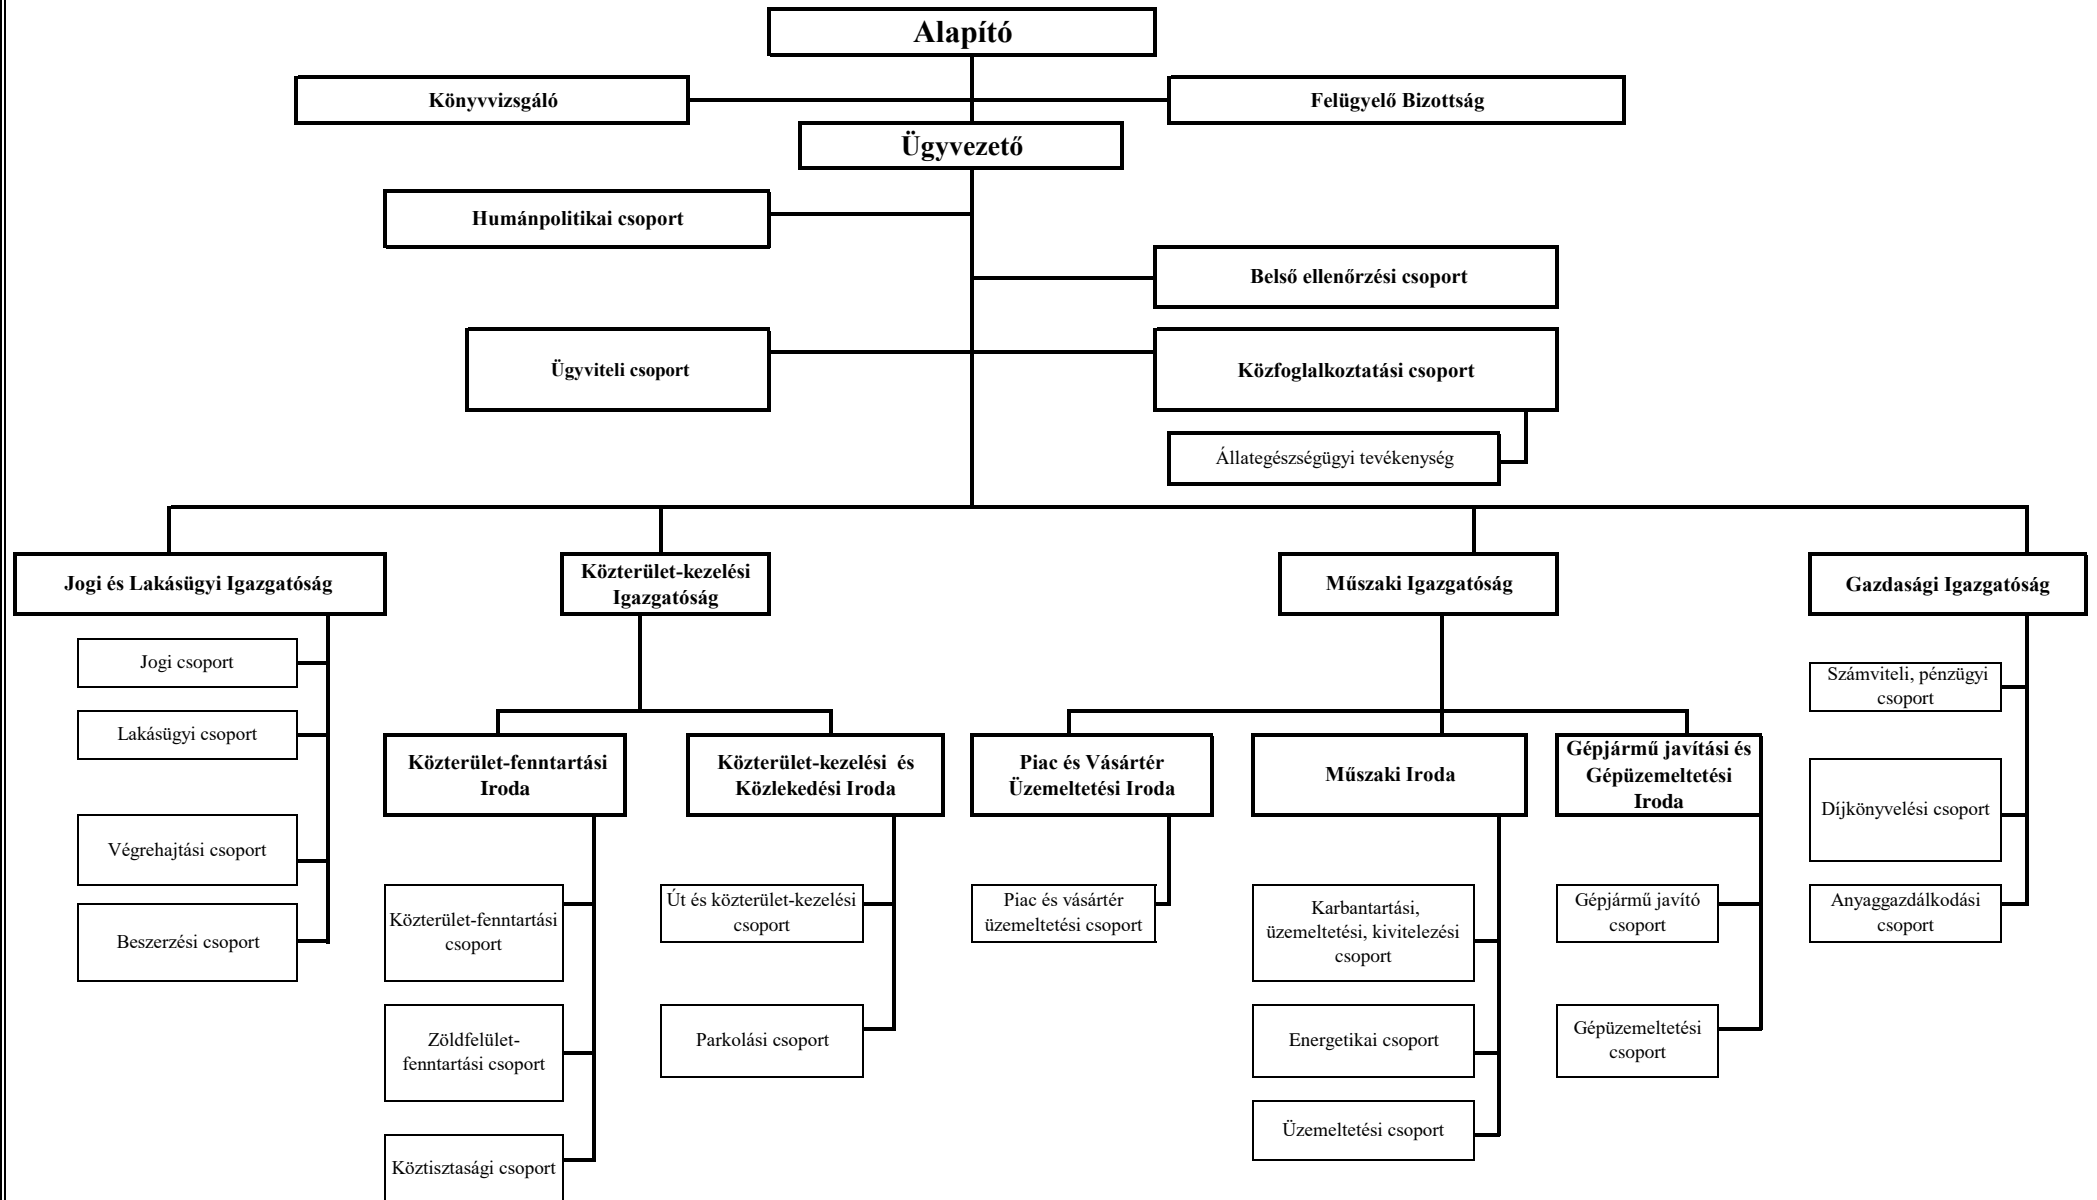 Alapító
Könyvvizsgáló
Felügyelő Bizottság
Ügyvezető
Humánpolitikai csoport
Belső ellenőrzési csoport
Ügyviteli csoport
Közfoglalkoztatási csoport
Állategészségügyi tevékenység
Jogi és Lakásügyi Igazgatóság
Közterület-kezelési
Igazgatóság
Műszaki Igazgatóság
Gazdasági Igazgatóság
Jogi csoport
Lakásügyi csoport
Végrehajtási csoport
Beszerzési csoport
Közterület-fenntartási
Iroda
Közterület-kezelési és
Közlekedési Iroda
Piac és Vásártér
Üzemeltetési Iroda
Műszaki Iroda
Gépjármű javítási és
Gépüzemeltetési
Iroda
Számviteli, pénzügyi
csoport
Díjkönyvelési csoport
Anyaggazdálkodási
csoport
Közterület-fenntartási
csoport
Zöldfelület-
fenntartási csoport
Köztisztasági csoport
Út és közterület-kezelési
csoport
Parkolási csoport
Piac és vásártér
üzemeltetési csoport
Karbantartási,
üzemeltetési, kivitelezési
csoport
Energetikai csoport
Üzemeltetési csoport
Gépjármű javító
csoport
Gépüzemeltetési
csoport